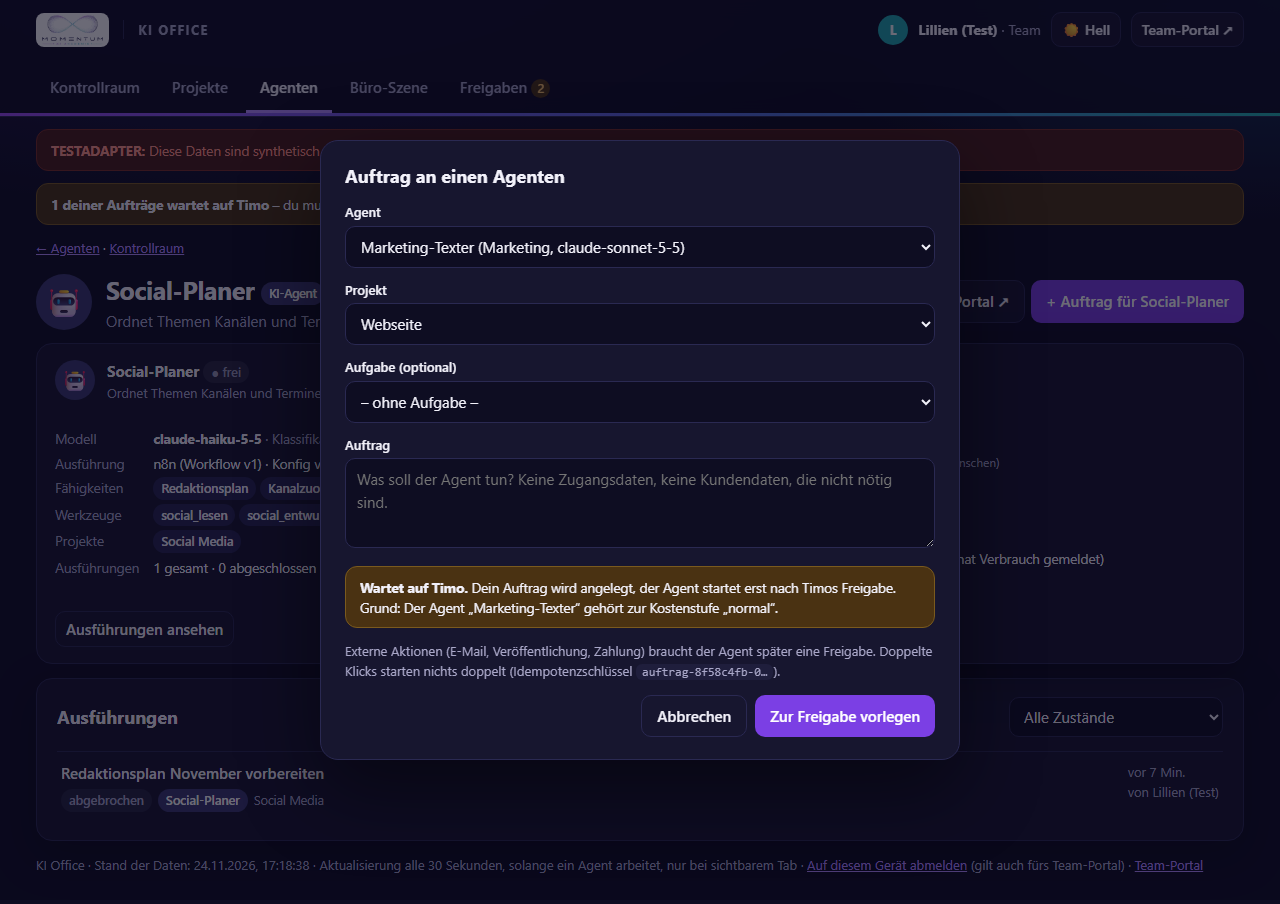 MOMENTUM
KI OFFICE
L
Lillien (Test) · Team
Hell
Team-Portal ↗
Kontrollraum
Projekte
Agenten
Büro-Szene
Freigaben 2
TESTADAPTER: Diese Daten sind synthetisch
1 deiner Aufträge wartet auf Timo – du mu
← Agenten · Kontrollraum
Social-Planer KI-Agent
Ordnet Themen Kanälen und Ter
Portal ↗
+ Auftrag für Social-Planer
Social-Planer ● frei
Ordnet Themen Kanälen und Termine
Modell claude-haiku-5-5 · Klassifika
Ausführung n8n (Workflow v1) · Konfig v
nschen)
Fähigkeiten Redaktionsplan Kanalzuo
Werkzeuge social_lesen social_entwu
Projekte Social Media
Ausführungen 1 gesamt · 0 abgeschlossen
hat Verbrauch gemeldet)
Ausführungen ansehen
Auftrag an einen Agenten
Agent
Marketing-Texter (Marketing, claude-sonnet-5-5)
Projekt
Webseite
Aufgabe (optional)
– ohne Aufgabe –
Auftrag
Was soll der Agent tun? Keine Zugangsdaten, keine Kundendaten, die nicht nötig
sind.
Wartet auf Timo. Dein Auftrag wird angelegt, der Agent startet erst nach Timos Freigabe.
Grund: Der Agent „Marketing-Texter“ gehört zur Kostenstufe „normal“.
Externe Aktionen (E-Mail, Veröffentlichung, Zahlung) braucht der Agent später eine Freigabe. Doppelte
Klicks starten nichts doppelt (Idempotenzschlüssel auftrag-8f58c4fb-0… ).
Abbrechen
Zur Freigabe vorlegen
Ausführungen
Alle Zustände
Redaktionsplan November vorbereiten
vor 7 Min.
abgebrochen Social-Planer Social Media
von Lillien (Test)
KI Office · Stand der Daten: 24.11.2026, 17:18:38 · Aktualisierung alle 30 Sekunden, solange ein Agent arbeitet, nur bei sichtbarem Tab · Auf diesem Gerät abmelden (gilt auch fürs Team-Portal) · Team-Portal